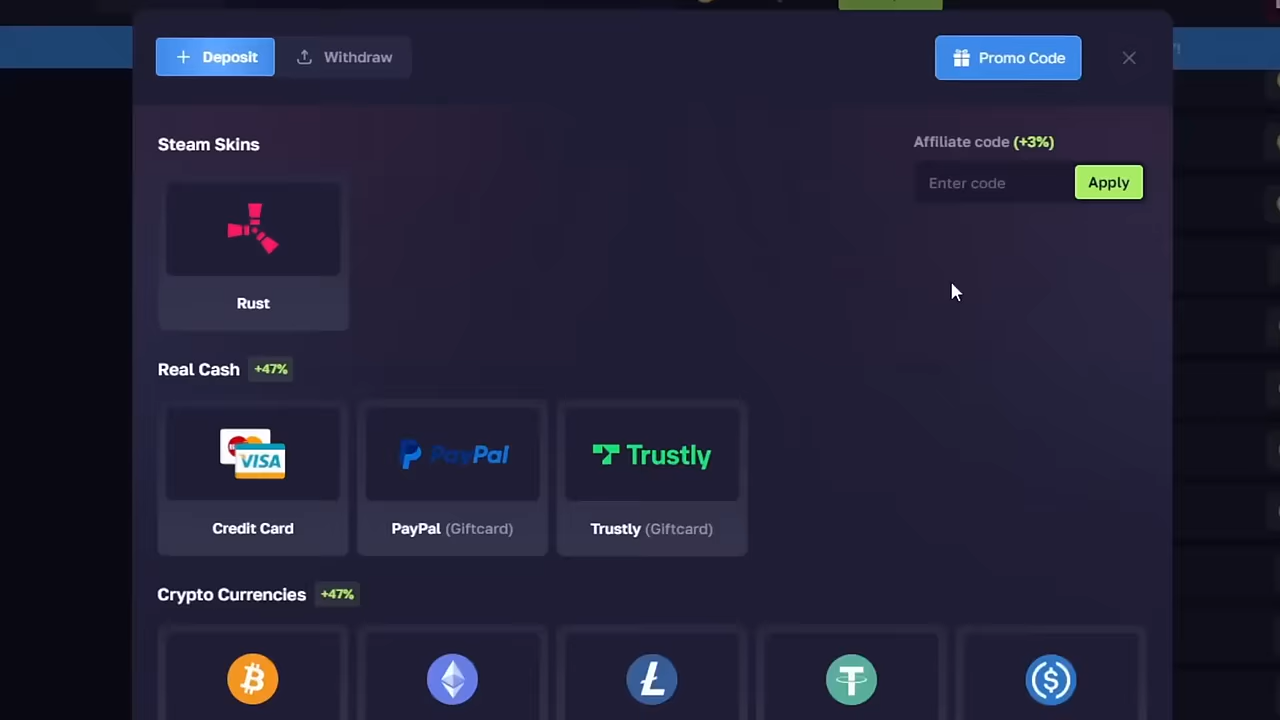 Deposit
Withdraw
Promo Code
Steam Skins
Affiliate code (+3%)
Enter code
Apply
Rust
Real Cash +47%
VISA
PayPal
Trustly
Credit Card
PayPal (Giftcard)
Trustly (Giftcard)
Crypto Currencies +47%